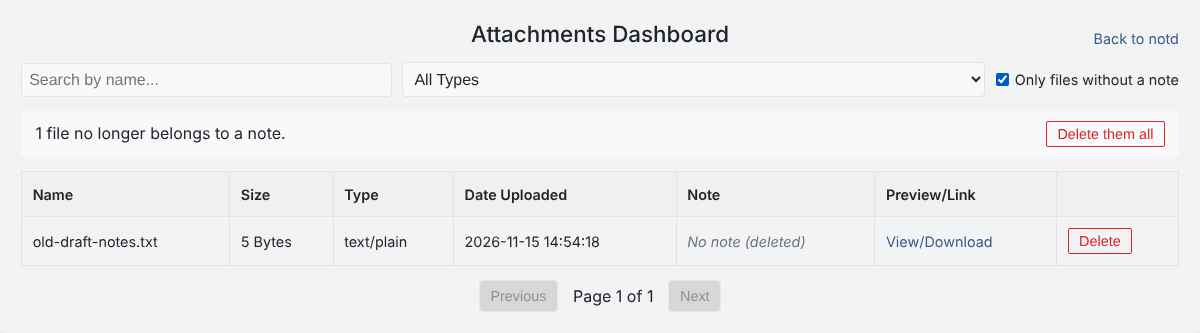 Attachments Dashboard
Back to notd
Search by name...
All Types
Only files without a note
1 file no longer belongs to a note.
Delete them all
Name Size Type Date Uploaded Note Preview/Link
old-draft-notes.txt 5 Bytes text/plain 2026-11-15 14:54:18 No note (deleted) View/Download Delete
Previous Page 1 of 1 Next